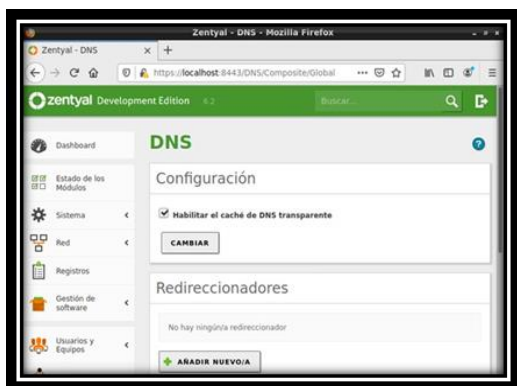 Zentyal - DNS - Mozilla Firefox
Zentyal - DNS
https://localhost:8443/DNS/Composite/Global
zentyal Development Edition 6.2
Buscar...
DNS
Dashboard
Estado de los
Módulos
Sistema
Red
Registros
Gestión de
software
Usuarios y
Equipos
Configuración
Habilitar el caché de DNS transparente
CAMBIAR
Redireccionadores
No hay ningún/a redireccionador
AÑADIR NUEVO/A